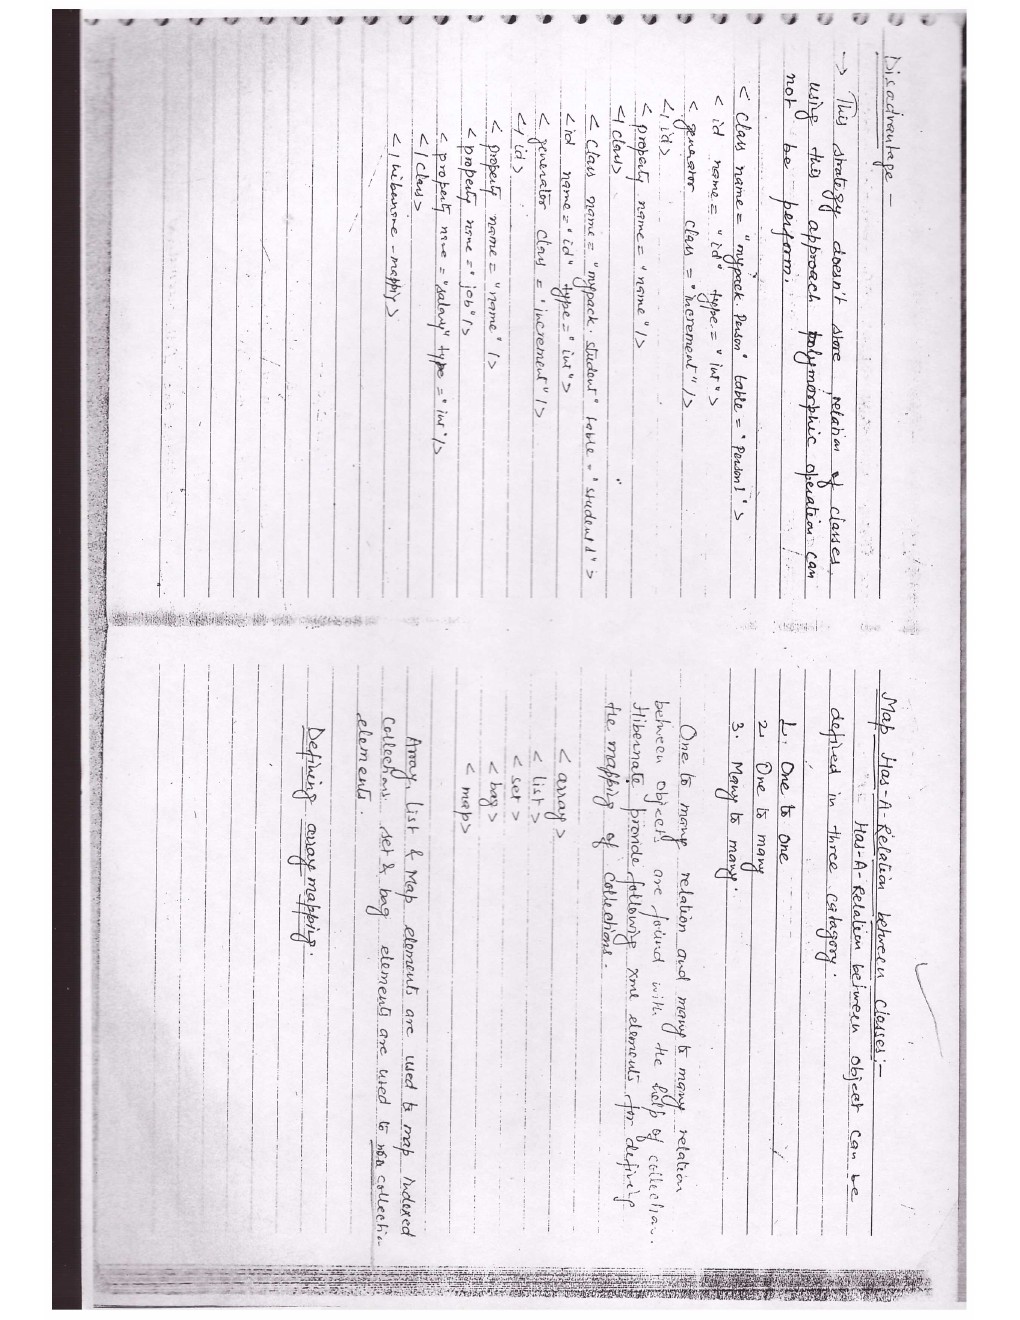 Disadvantage -
→ This strategy doesn't store relation of classes,
using this approach polymorphic operation can
not be perform.
< Class name = "mypack.Person" table = "Person1" >
< id name = "id" type = "int">
< generator class = "increment" />
</id>
< property name = "name" />
</class>
< Class name = "mypack.student" table = "student1" >
<id name = "id" type = "int">
< generator class = "increment" />
</id>
< property name = "name" />
< property name = "job"/>
< property name = "salary" type = "int"/>
</Class>
</hibernate-mapping>
Map Has-A-Relation between Classes:-
Has-A-Relation between object can be
defined in three catagory.
1. One to one
2. One to many
3. Many to many.
One to many relation and many to many relation
between objects are found with the help of collection.
Hibernate provide following xml elements for defining
the mapping of collections.
< array >
< list >
< set >
< bag >
< map>
Array, list & Map elements are used to map indexed
Collections. set & bag elements are used to non collection
elements.
Defining array mapping.